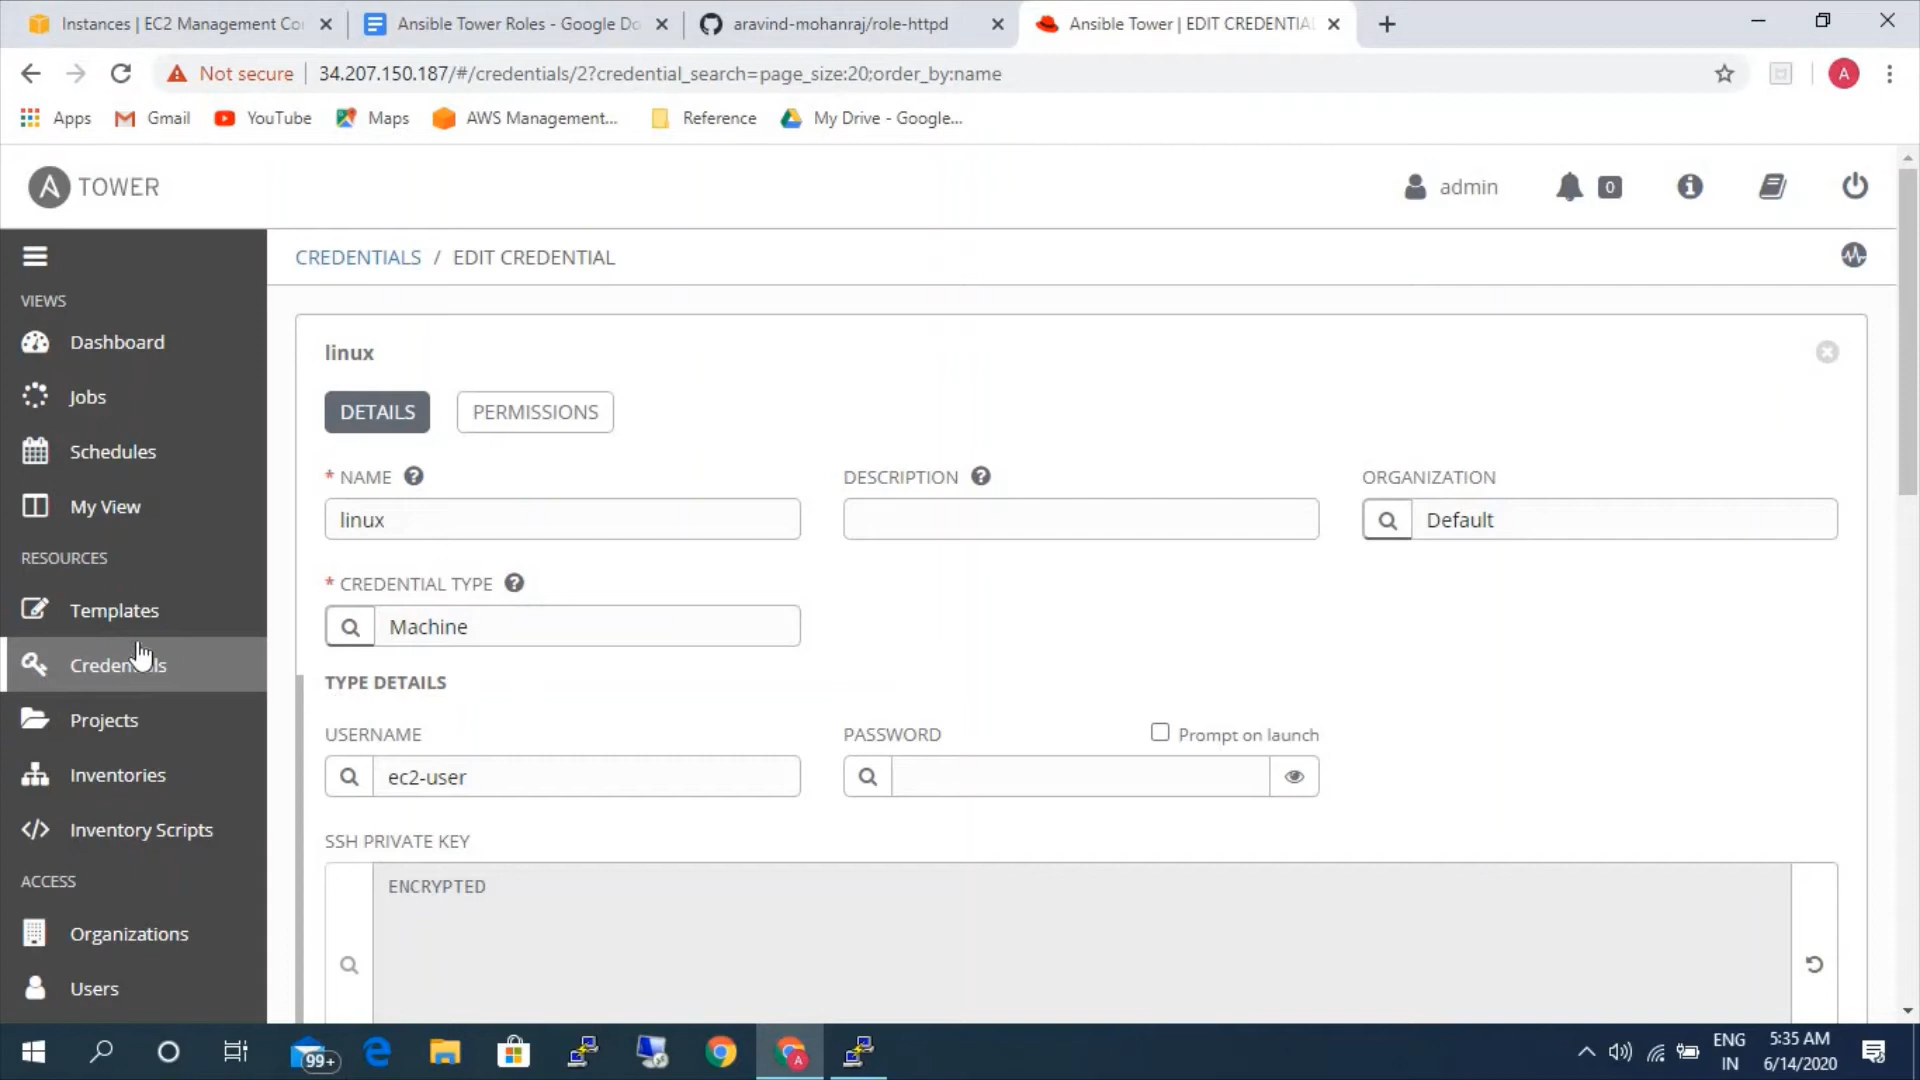 Instances | EC2 Management Co
Ansible Tower Roles - Google Do
aravind-mohanraj/role-httpd
Ansible Tower | EDIT CREDENTIA
Not secure
34.207.150.187/#/credentials/2?credential_search=page_size:20;order_by:name
A
Apps
Gmail
YouTube
Maps
AWS Management...
Reference
My Drive - Google...
A TOWER
admin
0
CREDENTIALS / EDIT CREDENTIAL
VIEWS
Dashboard
Jobs
Schedules
My View
RESOURCES
Templates
Credentials
Projects
Inventories
Inventory Scripts
ACCESS
Organizations
Users
linux
DETAILS
PERMISSIONS
* NAME
DESCRIPTION
ORGANIZATION
linux
Default
* CREDENTIAL TYPE
Machine
TYPE DETAILS
USERNAME
PASSWORD
Prompt on launch
ec2-user
SSH PRIVATE KEY
ENCRYPTED
99+
A
ENG
IN
5:35 AM
6/14/2020